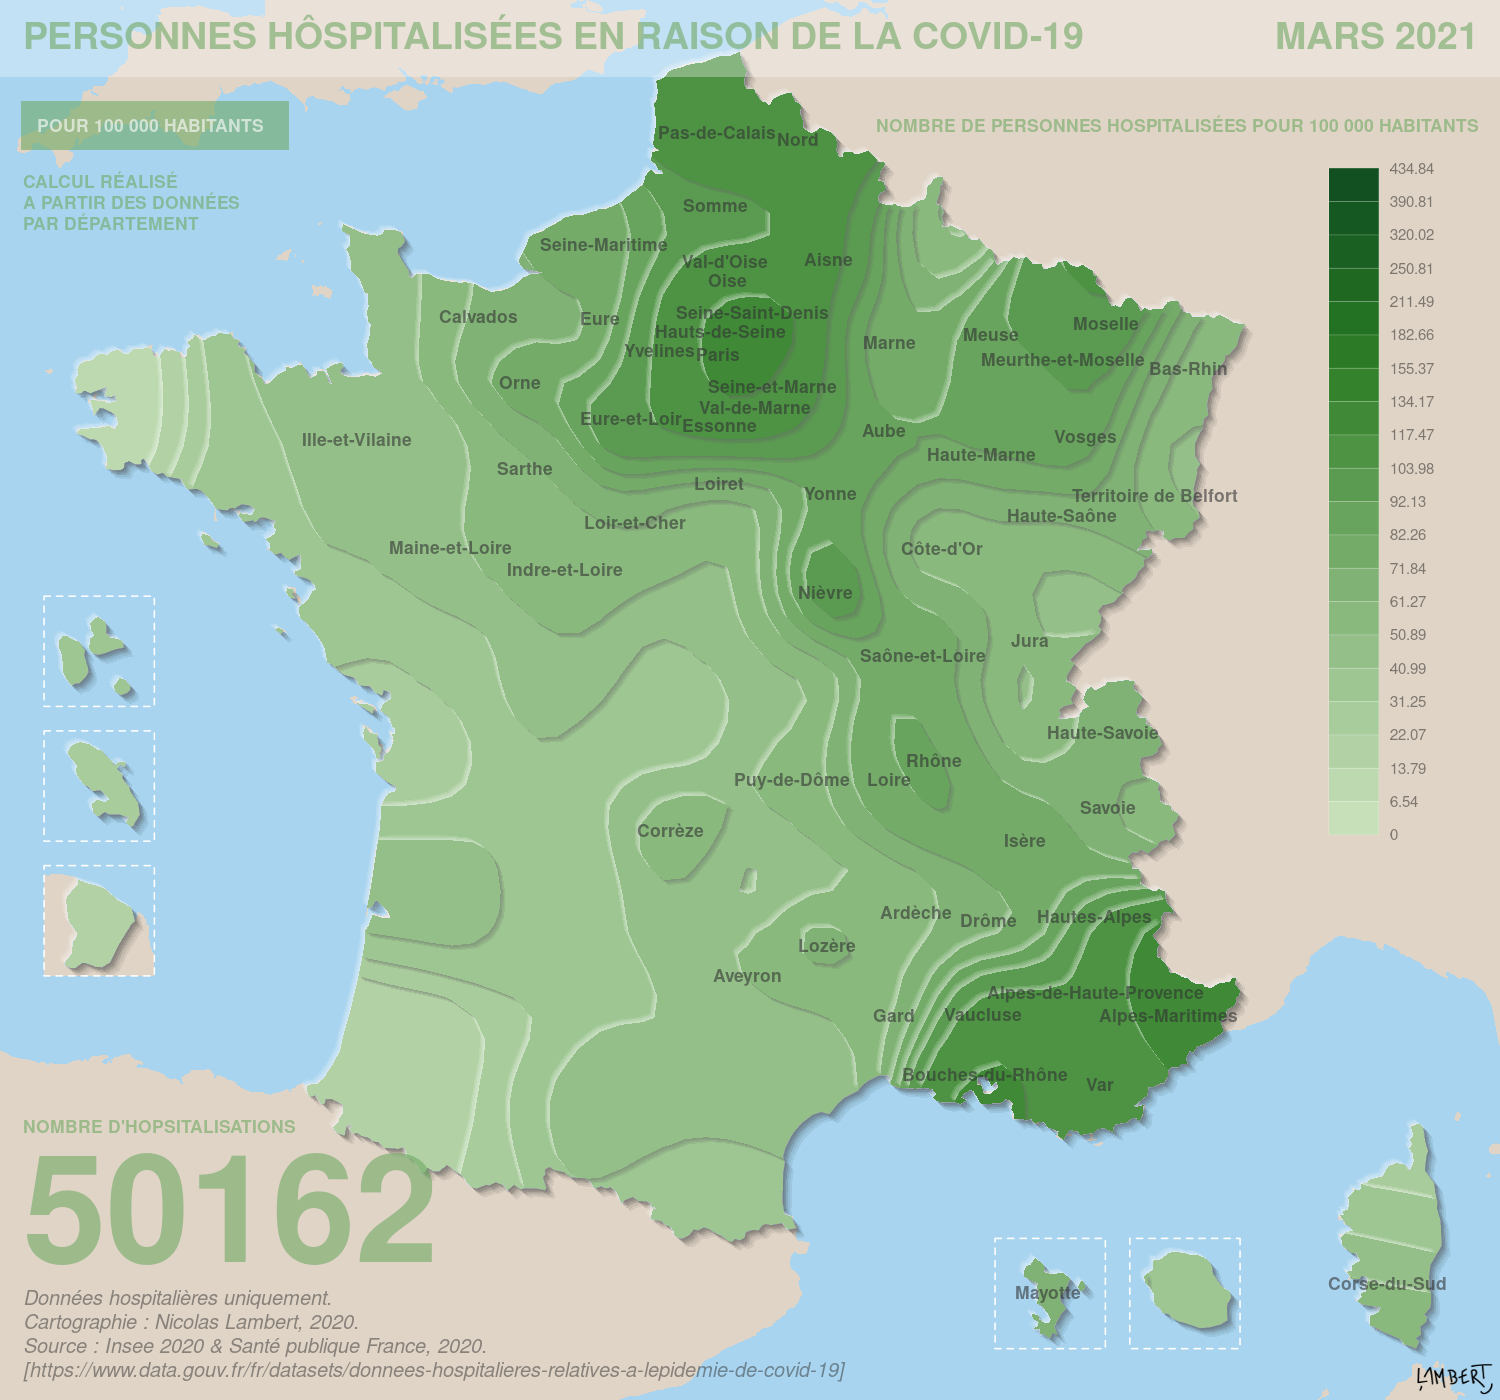 PERSONNES HÔSPITALISÉES EN RAISON DE LA COVID-19
MARS 2021
POUR 100 000 HABITANTS
CALCUL RÉALISÉ
A PARTIR DES DONNÉES
PAR DÉPARTEMENT
NOMBRE DE PERSONNES HOSPITALISÉES POUR 100 000 HABITANTS
434.84
390.81
320.02
250.81
211.49
182.66
155.37
134.17
117.47
103.98
92.13
82.26
71.84
61.27
50.89
40.99
31.25
22.07
13.79
6.54
0
Pas-de-Calais
Nord
Somme
Seine-Maritime
Val-d'Oise
Aisne
Oise
Calvados
Eure
Seine-Saint-Denis
Hauts-de-Seine
Yvelines
Paris
Marne
Meuse
Moselle
Meurthe-et-Moselle
Bas-Rhin
Orne
Seine-et-Marne
Val-de-Marne
Eure-et-Loir
Essonne
Aube
Vosges
Ille-et-Vilaine
Haute-Marne
Sarthe
Loiret
Yonne
Territoire de Belfort
Haute-Saône
Loir-et-Cher
Maine-et-Loire
Côte-d'Or
Indre-et-Loire
Nièvre
Jura
Saône-et-Loire
Haute-Savoie
Rhône
Puy-de-Dôme
Loire
Savoie
Corrèze
Isère
Ardèche
Drôme
Hautes-Alpes
Lozère
Aveyron
Alpes-de-Haute-Provence
Gard
Vaucluse
Alpes-Maritimes
Bouches-du-Rhône
Var
Corse-du-Sud
Mayotte
NOMBRE D'HOPSITALISATIONS
50162
Données hospitalières uniquement.
Cartographie : Nicolas Lambert, 2020.
Source : Insee 2020 & Santé publique France, 2020.
[https://www.data.gouv.fr/fr/datasets/donnees-hospitalieres-relatives-a-lepidemie-de-covid-19]
LAMBERT